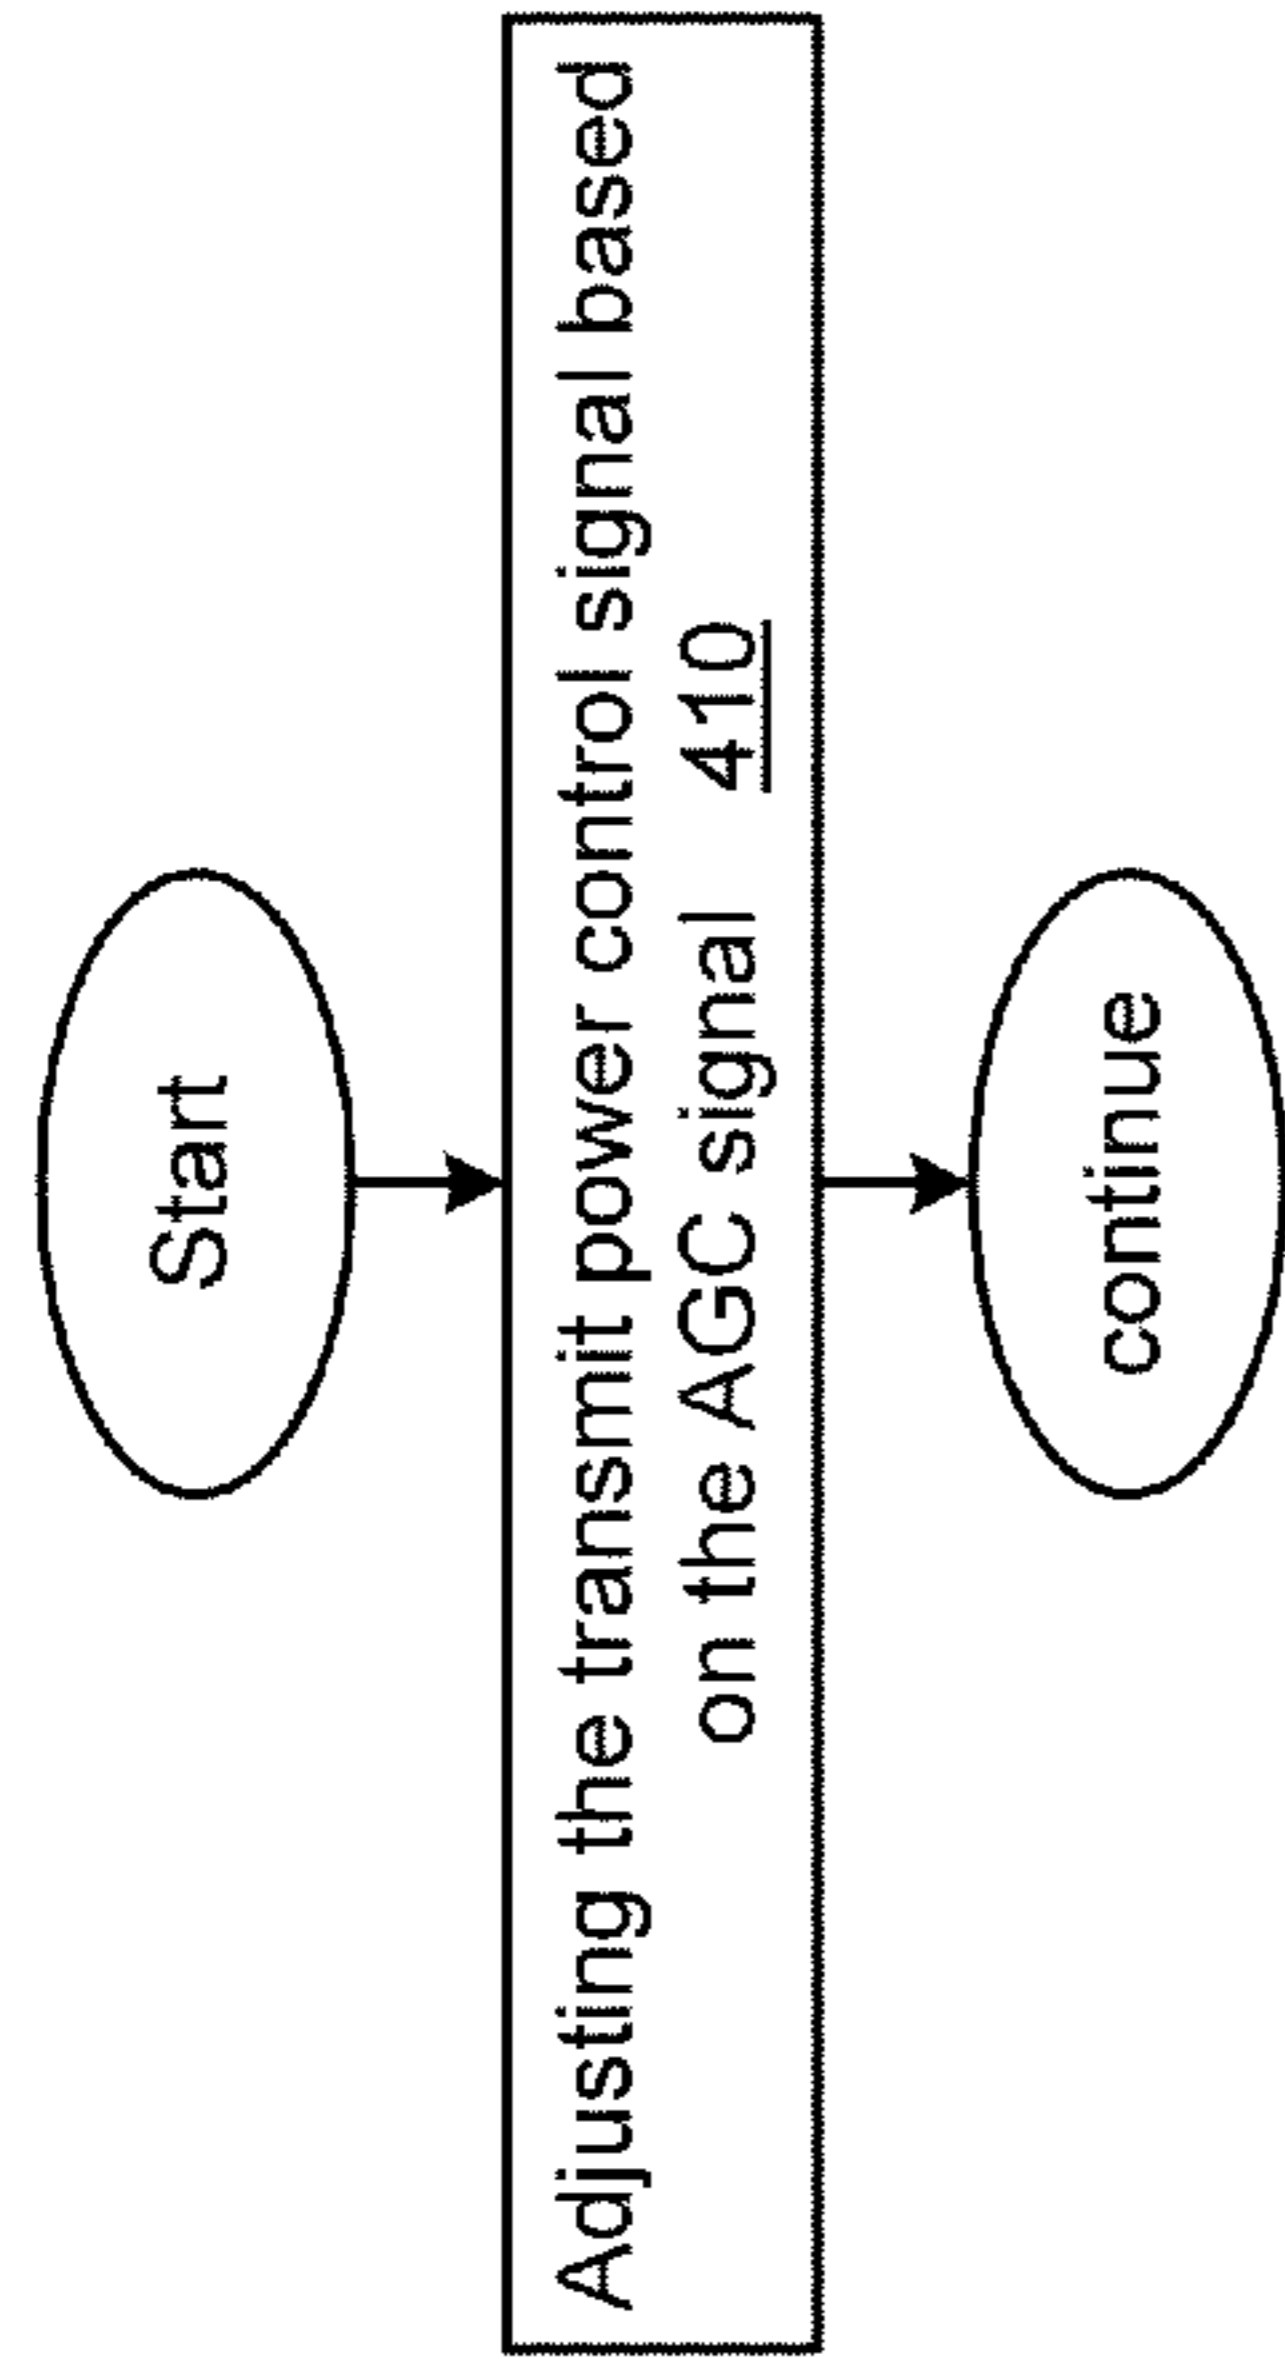 Start
Adjusting the transmit power control signal based
on the AGC signal 410
continue